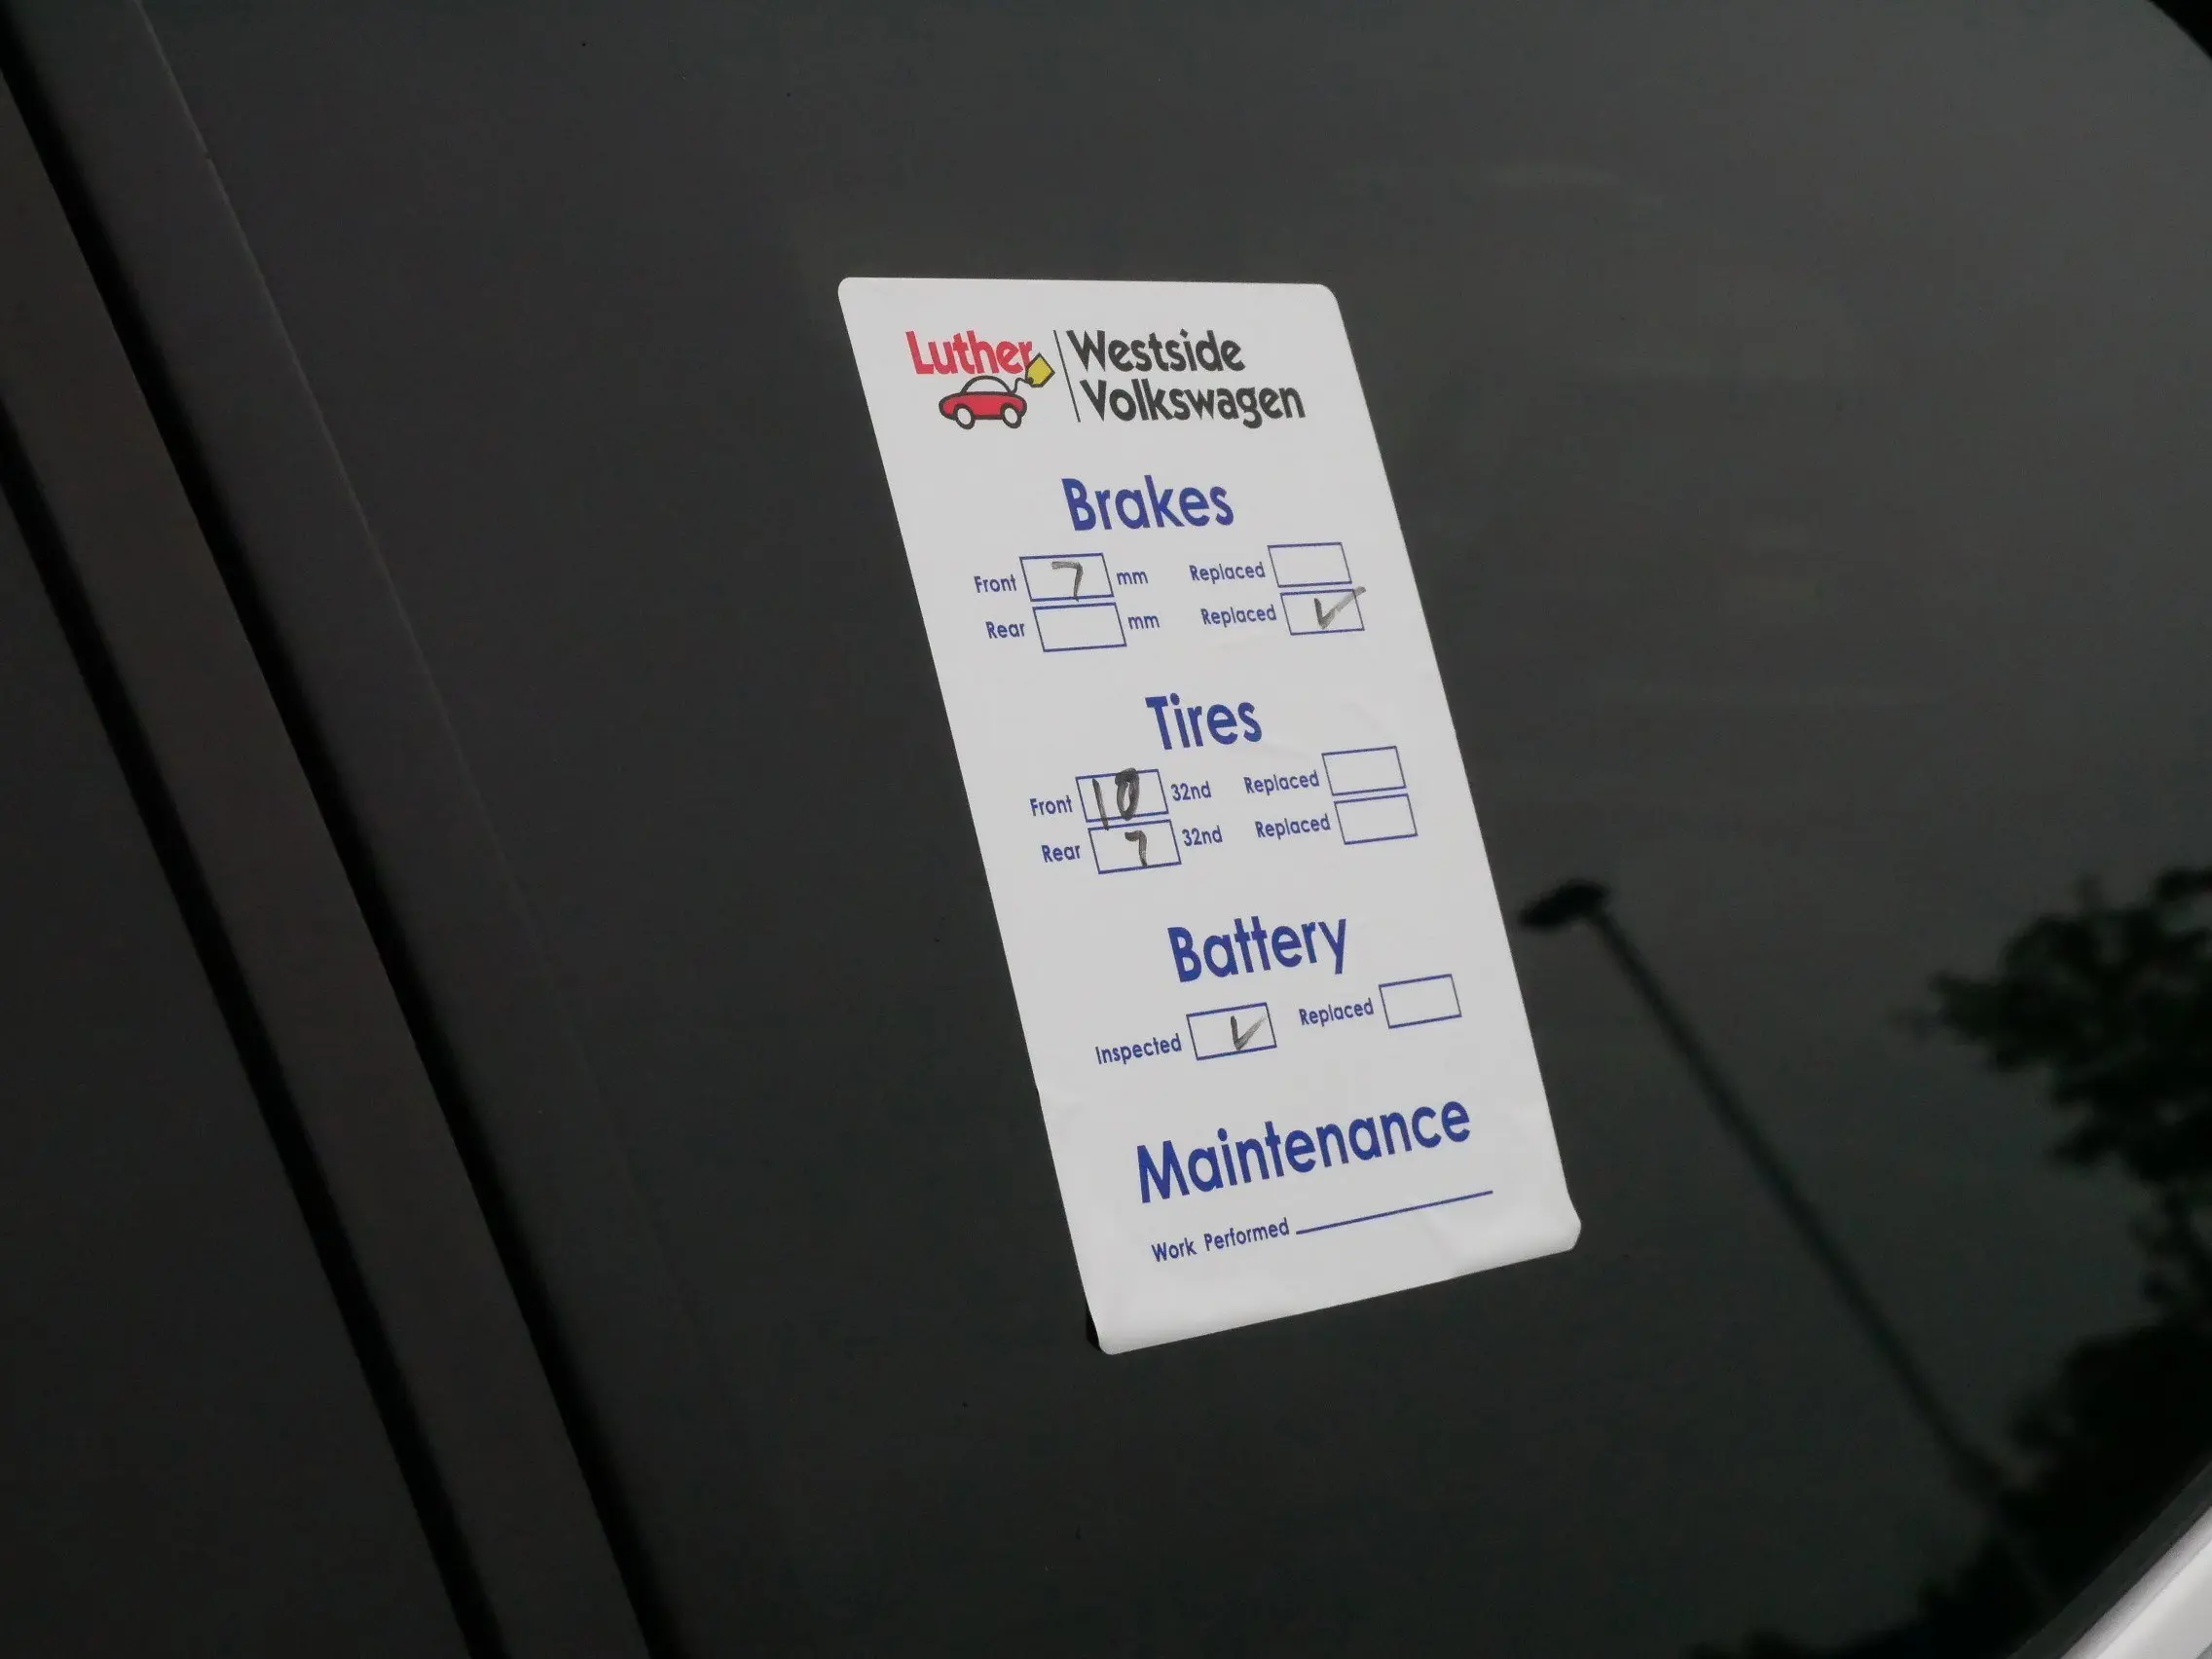 Luther Westside
Volkswagen
Brakes
Front 7 mm Replaced
Rear mm Replaced ✓
Tires
Front 10 32nd Replaced
Rear 7 32nd Replaced
Battery
Inspected ✓ Replaced
Maintenance
Work Performed